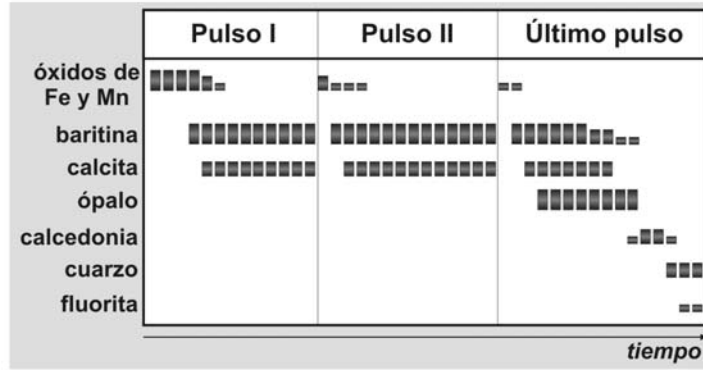 Pulso I Pulso II Último pulso
óxidos de
Fe y Mn
baritina
calcita
ópalo
calcedonia
cuarzo
fluorita
tiempo